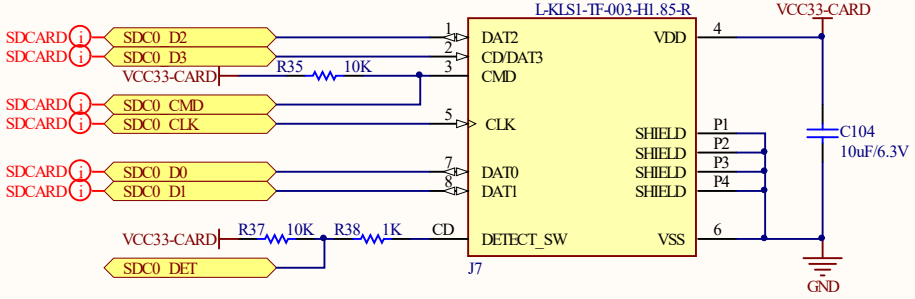 L-KLS1-TF-003-H1.85-R
VCC33-CARD
SDCARD i SDC0_D2 1 DAT2 VDD 4
SDCARD i SDC0_D3 2 CD/DAT3
VCC33-CARD R35 10K 3 CMD
SDCARD i SDC0_CMD
SDCARD i SDC0_CLK 5 CLK
SHIELD P1
C104
SHIELD P2
10uF/6.3V
SDCARD i SDC0_D0 7 DAT0 SHIELD P3
SDCARD i SDC0_D1 8 DAT1 SHIELD P4
VCC33-CARD R37 10K R38 1K CD DETECT_SW VSS 6
SDC0_DET
J7
GND